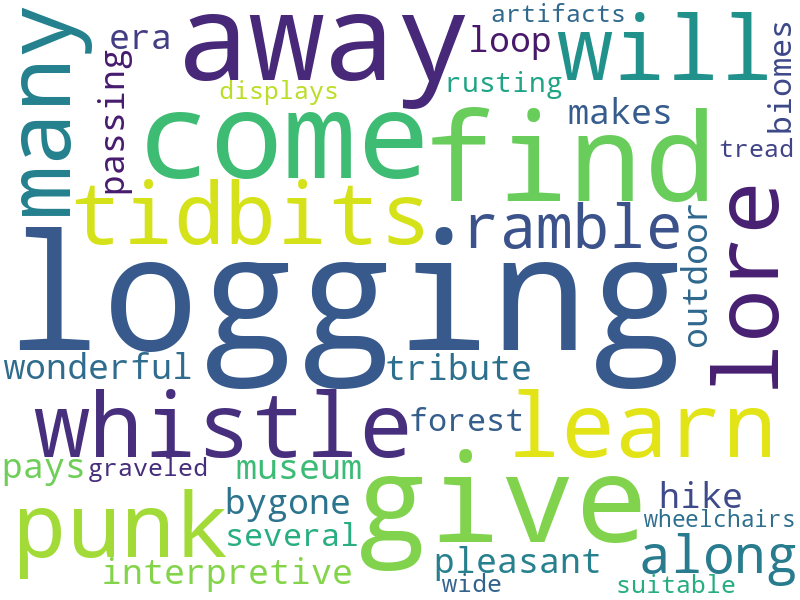 artifacts
era
away
loop
will
many
passing
displays
rusting
biomes
come
find
makes
tread
tidbits
ramble
outdoor
lore
logging
wonderful
tribute
whistle
forest
learn
pays
graveled
museum
give
hike
punk
bygone
several
wheelchairs
interpretive
pleasant
along
wide
suitable